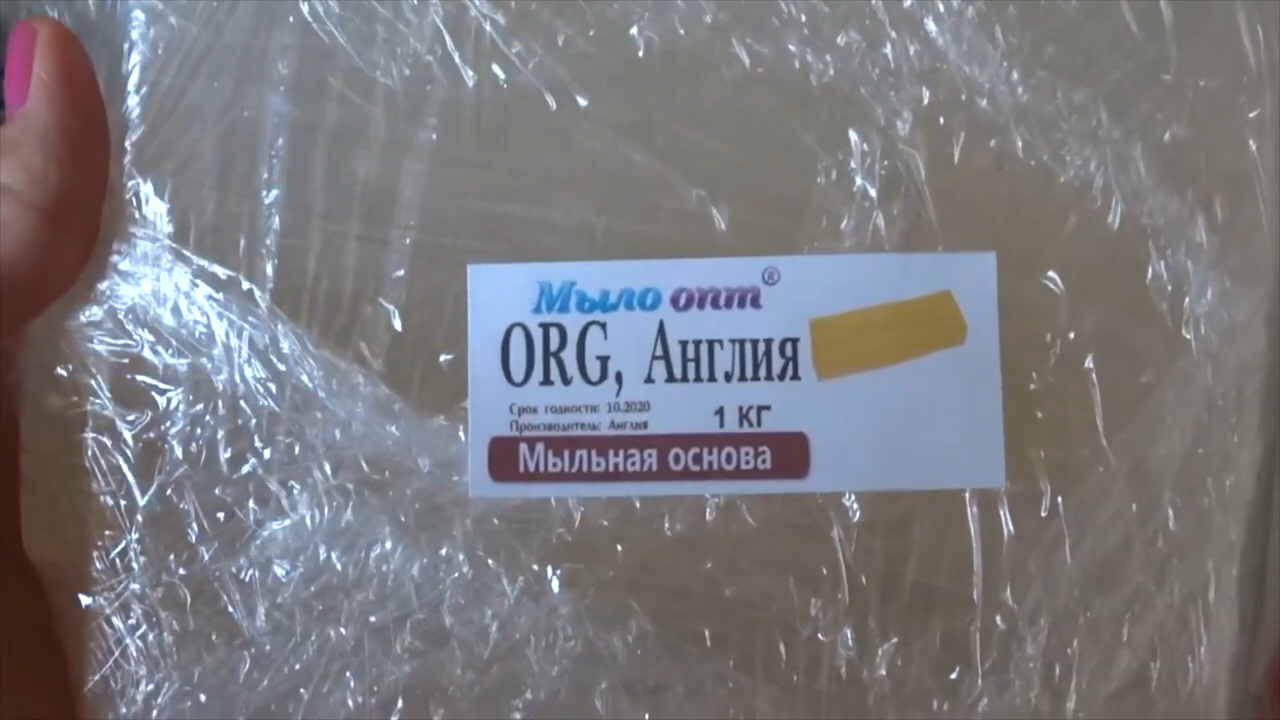 Мыло опт®
ORG, Англия
Срок годности: 10.2020
Производитель: Англия
1 КГ
Мыльная основа